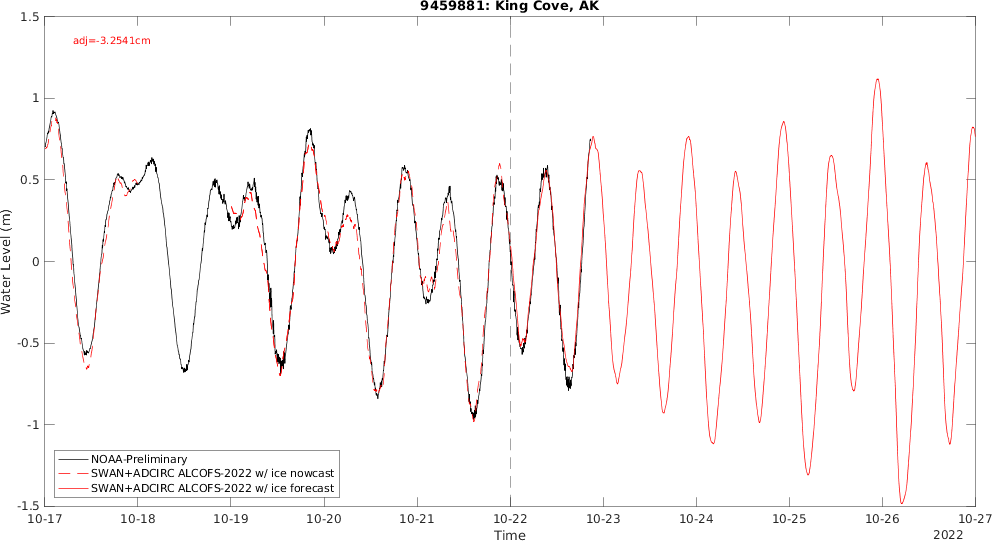 9459881: King Cove, AK
adj=-3.2541cm
1.5
1
0.5
0
-0.5
-1
-1.5
Water Level (m)
NOAA-Preliminary
SWAN+ADCIRC ALCOFS-2022 w/ ice nowcast
SWAN+ADCIRC ALCOFS-2022 w/ ice forecast
10-17 10-18 10-19 10-20 10-21 10-22 10-23 10-24 10-25 10-26 10-27
Time
2022